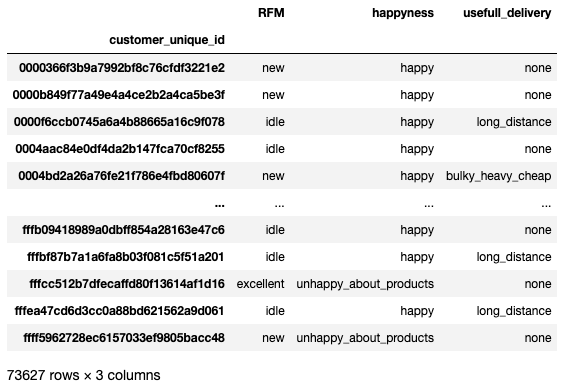 RFM happyness usefull_delivery
customer_unique_id
0000366f3b9a7992bf8c76cfdf3221e2 new happy none
0000b849f77a49e4a4ce2b2a4ca5be3f new happy none
0000f6ccb0745a6a4b88665a16c9f078 idle happy long_distance
0004aac84e0df4da2b147fca70cf8255 idle happy none
0004bd2a26a76fe21f786e4fbd80607f new happy bulky_heavy_cheap
... ... ... ...
fffb09418989a0dbff854a28163e47c6 idle happy none
fffbf87b7a1a6fa8b03f081c5f51a201 idle happy long_distance
fffcc512b7dfecaffd80f13614af1d16 excellent unhappy_about_products none
fffea47cd6d3cc0a88bd621562a9d061 idle happy long_distance
ffff5962728ec6157033ef9805bacc48 new unhappy_about_products none
73627 rows × 3 columns